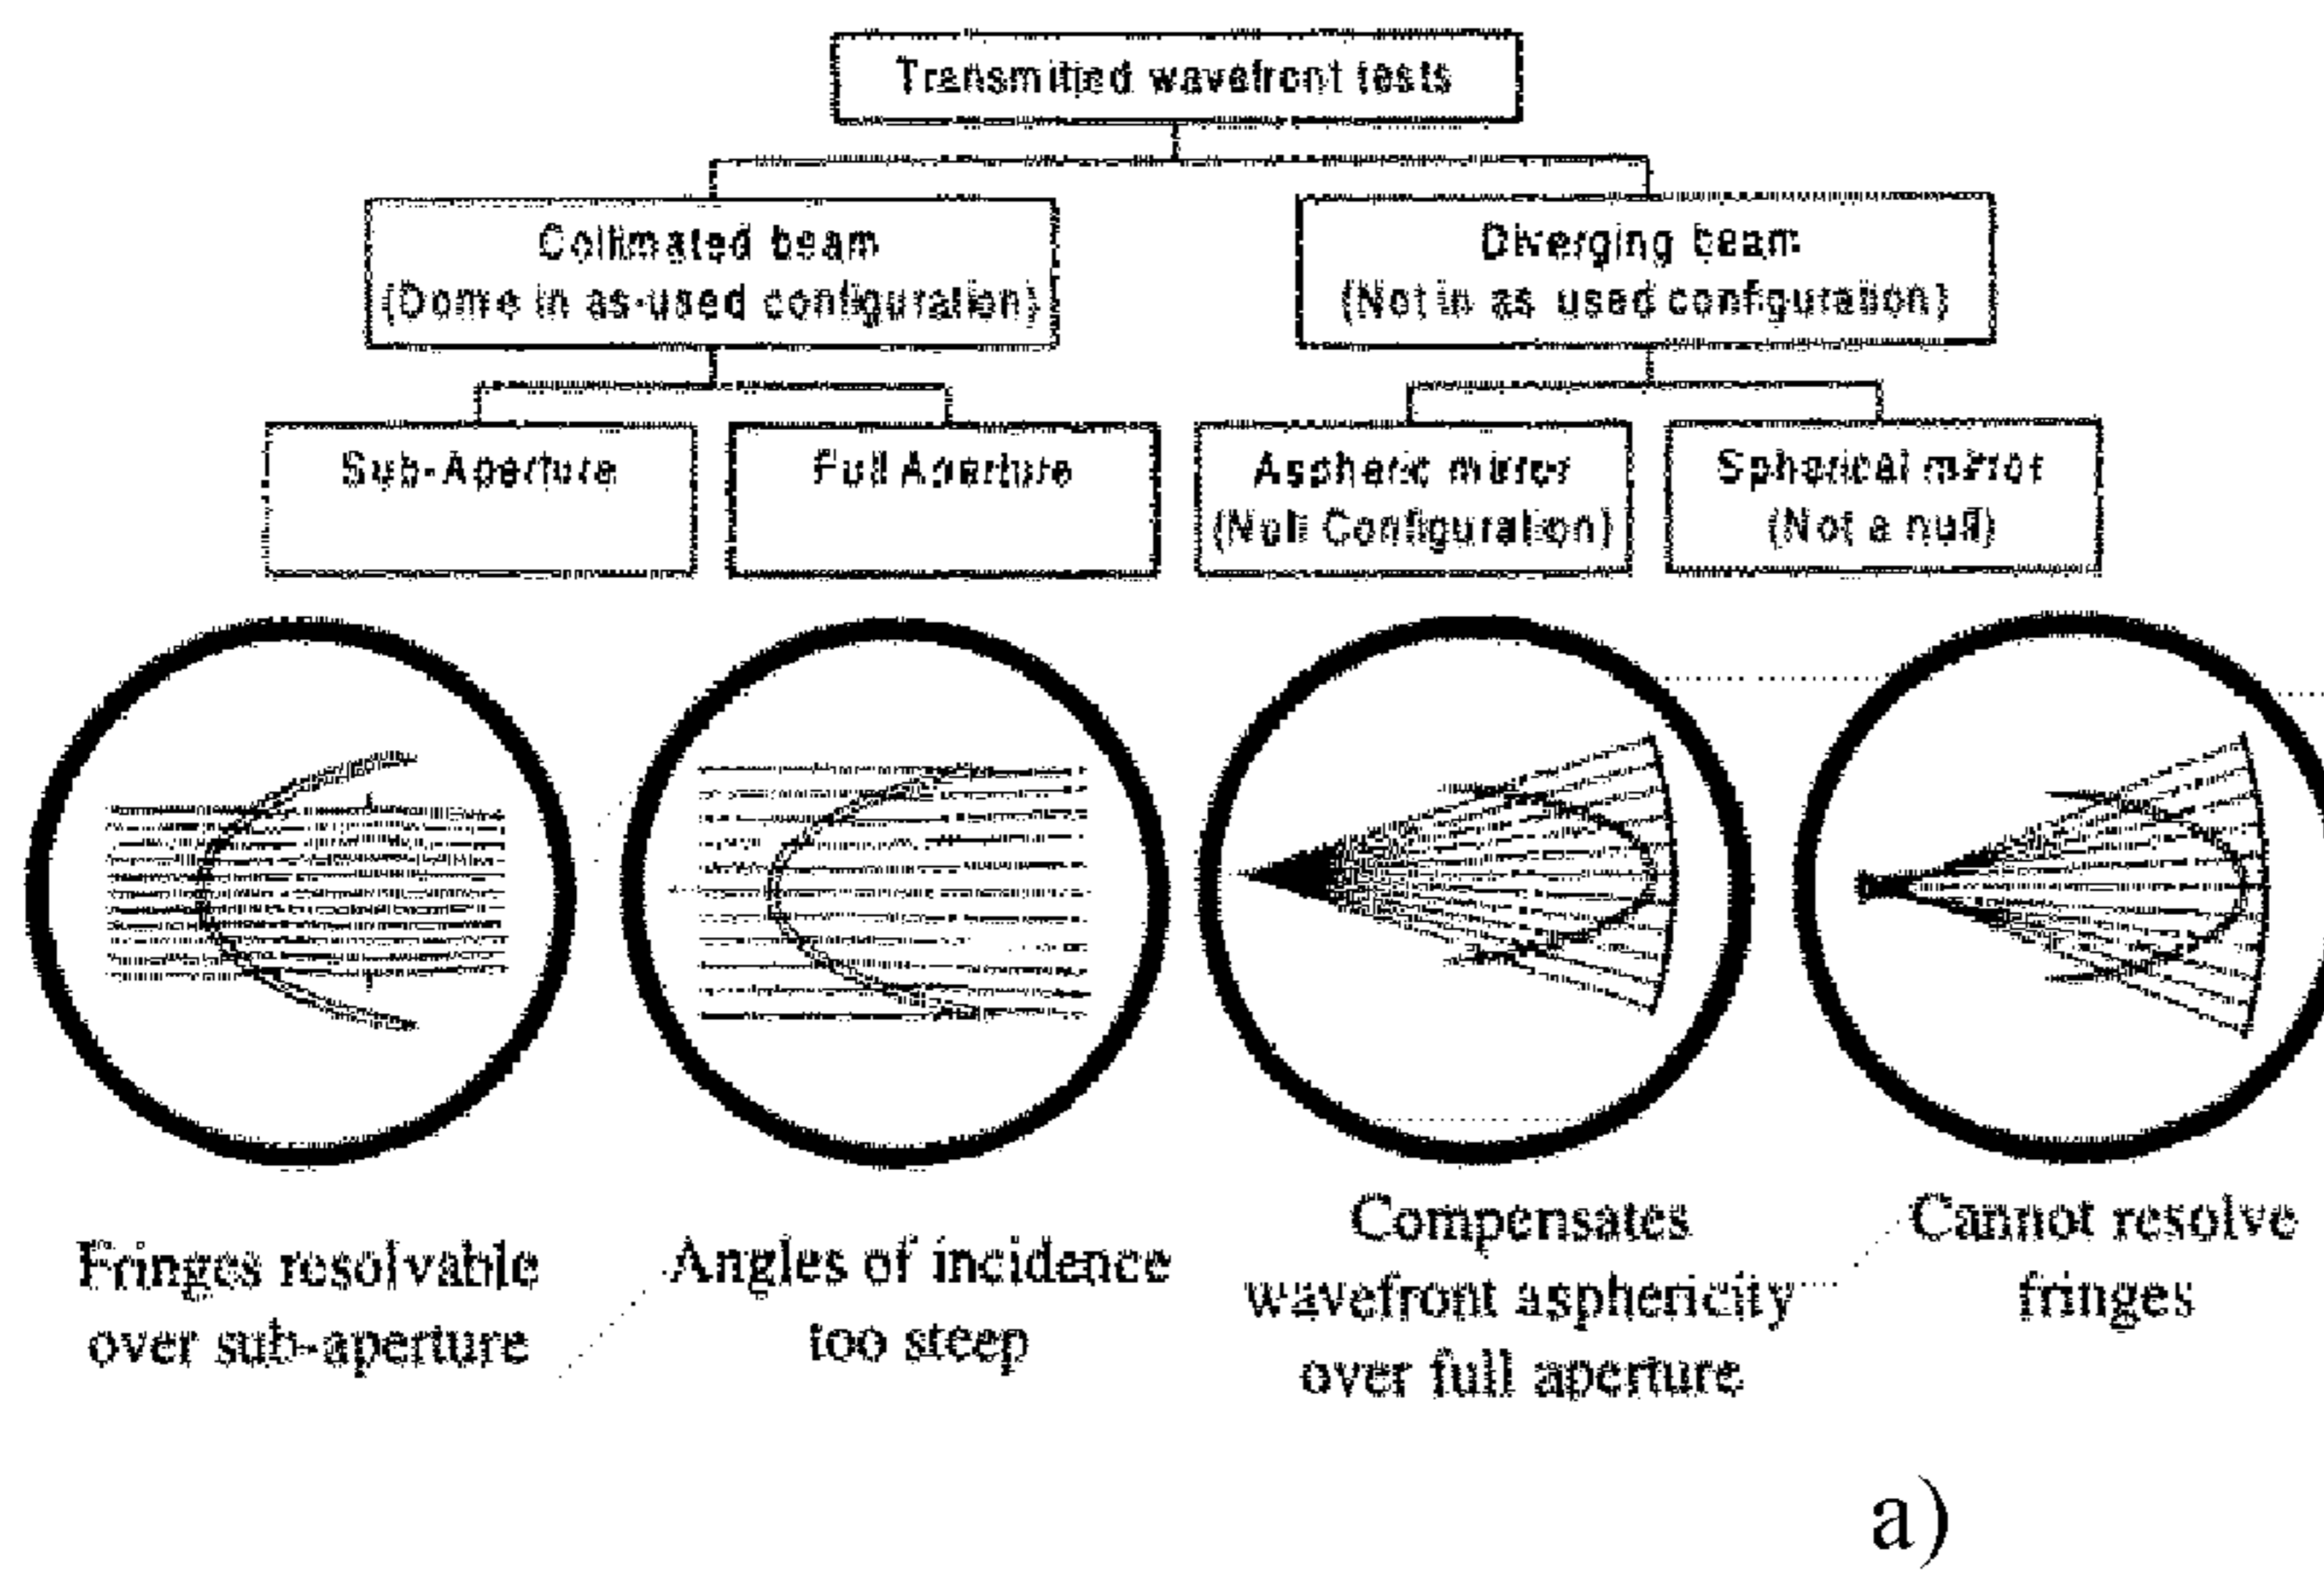 Transmitted wavefront tests
Collimated beam
(Dome in as-used configuration)
Diverging beam
(Not in as used configuration)
Sub-Aperture
Full Aperture
Aspheric mirror
(Null Configuration)
Spherical mirror
(Not a null)
Fringes resolvable
over sub-aperture
Angles of incidence
too steep
Compensates
wavefront asphericity
over full aperture
Cannot resolve
fringes
a)